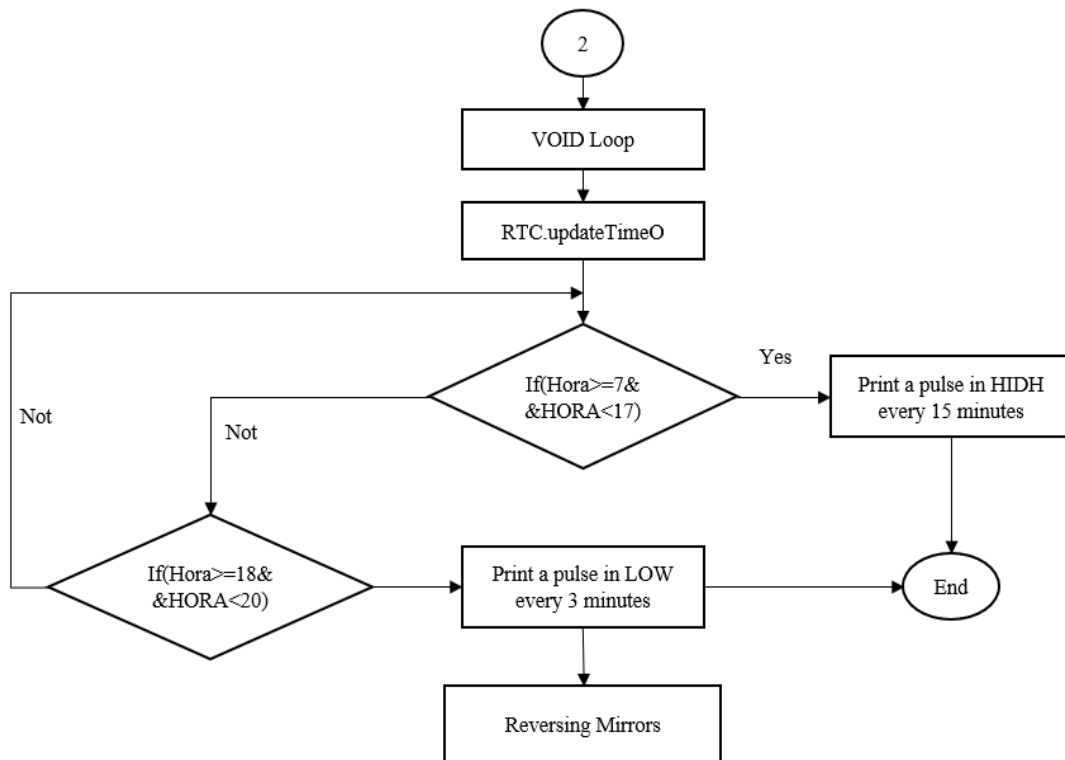 2
VOID Loop
RTC.updateTimeO
If(Hora>=7&
&HORA<17)
Yes
Print a pulse in HIDH
every 15 minutes
Not
Not
If(Hora>=18&
&HORA<20)
Print a pulse in LOW
every 3 minutes
End
Reversing Mirrors